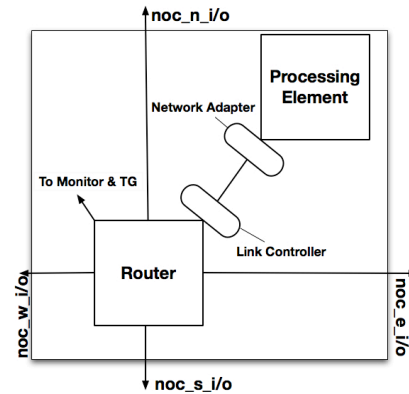 noc_n_i/o
Processing
Element
Network Adapter
To Monitor & TG
Link Controller
Router
noc_w_i/o
noc_e_i/o
noc_s_i/o